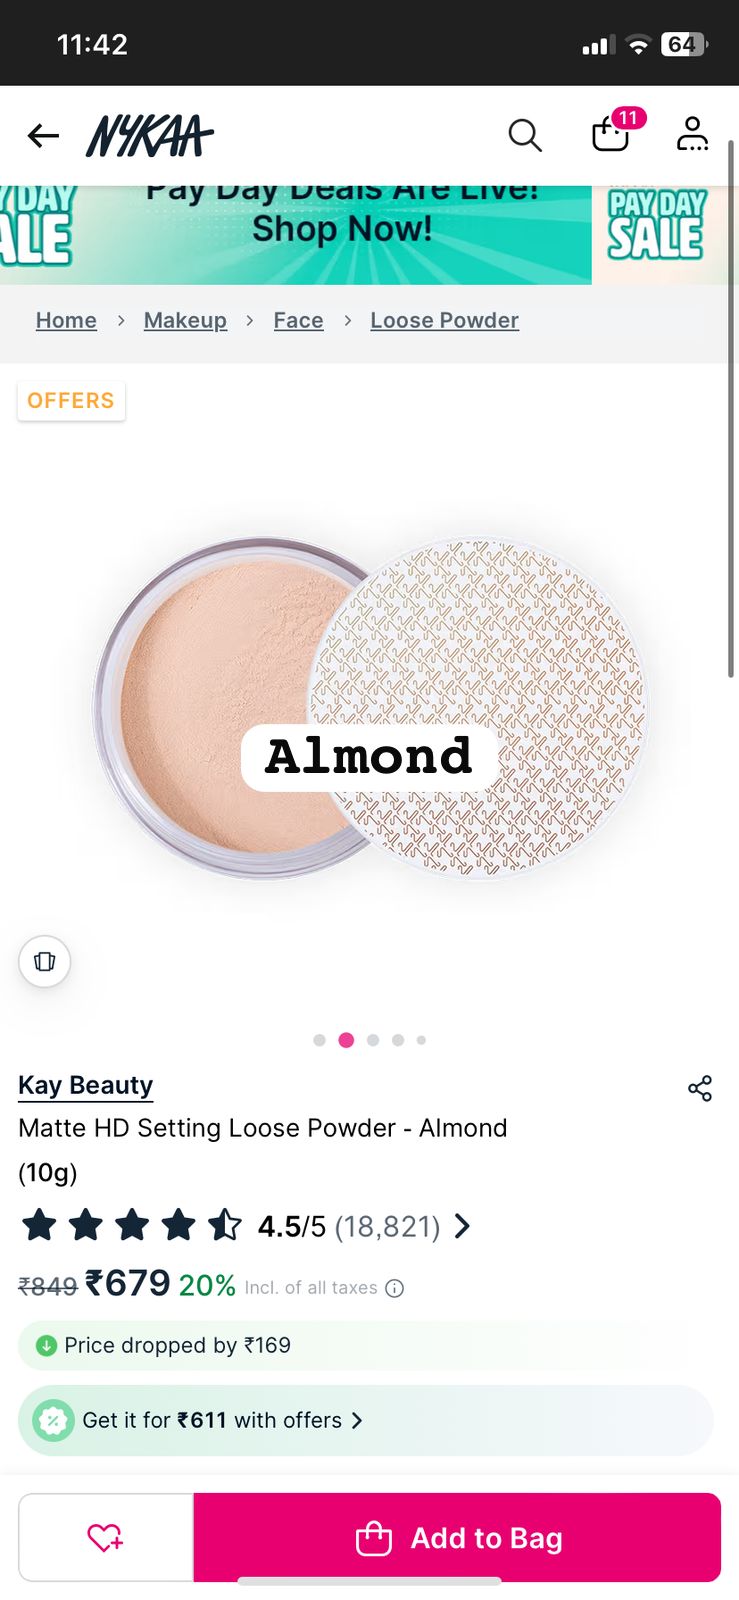 11:42
64
NYKAA
11
Y DAY
ALE
Pay Day Deals Are Live!
Shop Now!
PAY DAY
SALE
Home > Makeup > Face > Loose Powder
OFFERS
Almond
Kay Beauty
Matte HD Setting Loose Powder - Almond
(10g)
4.5/5 (18,821)
₹849 ₹679 20% Incl. of all taxes
Price dropped by ₹169
Get it for ₹611 with offers
Add to Bag